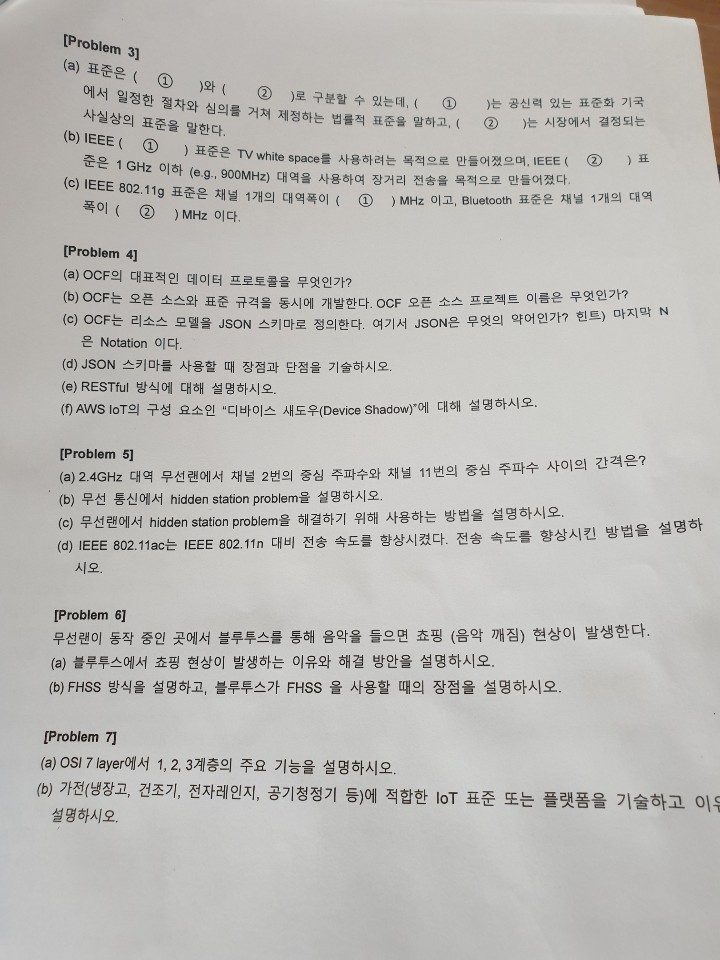 [Problem 3]
(a) 표준은 ( ① )와 ( ② )로 구분할 수 있는데, ( ① )는 공신력 있는 표준화 기국
에서 일정한 절차와 심의를 거쳐 제정하는 법률적 표준을 말하고, ( ② )는 시장에서 결정되는
사실상의 표준을 말한다.
(b) IEEE ( ① ) 표준은 TV white space를 사용하려는 목적으로 만들어졌으며, IEEE ( ② ) 표
준은 1 GHz 이하 (e.g., 900MHz) 대역을 사용하여 장거리 전송을 목적으로 만들어졌다.
(c) IEEE 802.11g 표준은 채널 1개의 대역폭이 ( ① ) MHz 이고, Bluetooth 표준은 채널 1개의 대역
폭이 ( ② ) MHz 이다.
[Problem 4]
(a) OCF의 대표적인 데이터 프로토콜을 무엇인가?
(b) OCF는 오픈 소스와 표준 규격을 동시에 개발한다. OCF 오픈 소스 프로젝트 이름은 무엇인가?
(c) OCF는 리소스 모델을 JSON 스키마로 정의한다. 여기서 JSON은 무엇의 약어인가? 힌트) 마지막 N
은 Notation 이다.
(d) JSON 스키마를 사용할 때 장점과 단점을 기술하시오.
(e) RESTful 방식에 대해 설명하시오.
(f) AWS IoT의 구성 요소인 “디바이스 섀도우(Device Shadow)”에 대해 설명하시오.
[Problem 5]
(a) 2.4GHz 대역 무선랜에서 채널 2번의 중심 주파수와 채널 11번의 중심 주파수 사이의 간격은?
(b) 무선 통신에서 hidden station problem을 설명하시오.
(c) 무선랜에서 hidden station problem을 해결하기 위해 사용하는 방법을 설명하시오.
(d) IEEE 802.11ac는 IEEE 802.11n 대비 전송 속도를 향상시켰다. 전송 속도를 향상시킨 방법을 설명하
시오.
[Problem 6]
무선랜이 동작 중인 곳에서 블루투스를 통해 음악을 들으면 쵸핑 (음악 깨짐) 현상이 발생한다.
(a) 블루투스에서 쵸핑 현상이 발생하는 이유와 해결 방안을 설명하시오.
(b) FHSS 방식을 설명하고, 블루투스가 FHSS 을 사용할 때의 장점을 설명하시오.
[Problem 7]
(a) OSI 7 layer에서 1, 2, 3계층의 주요 기능을 설명하시오.
(b) 가전(냉장고, 건조기, 전자레인지, 공기청정기 등)에 적합한 IoT 표준 또는 플랫폼을 기술하고
설명하시오.